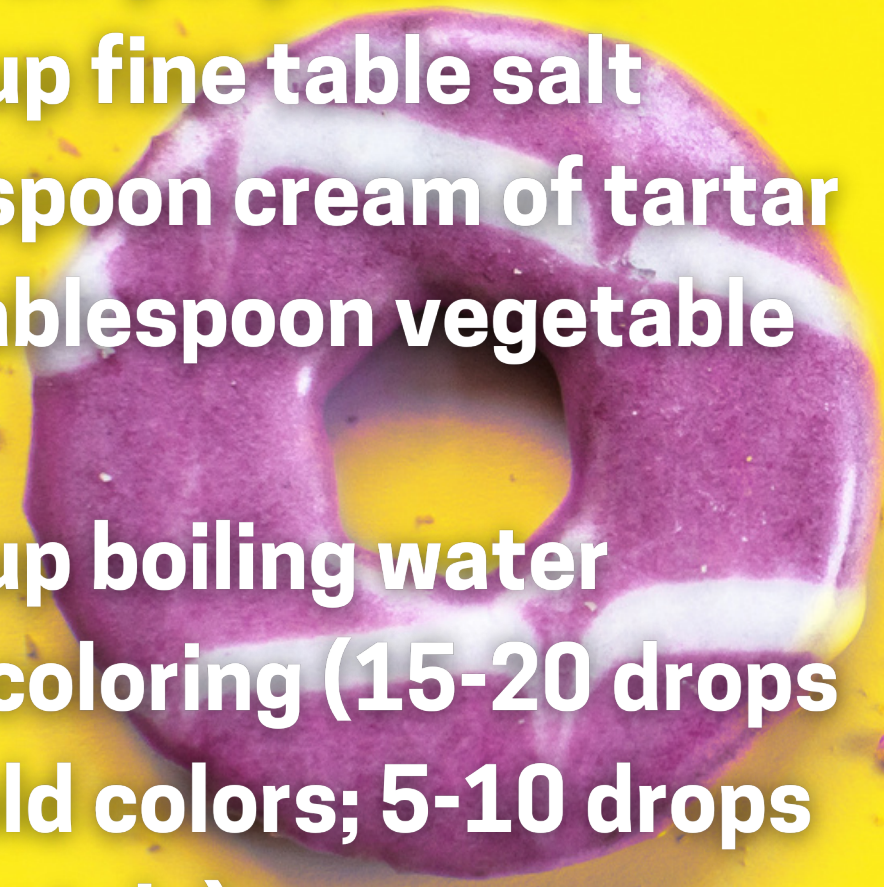 up fine table salt
spoon cream of tartar
ablespoon vegetable
up boiling water
coloring (15-20 drops
ld colors; 5-10 drops